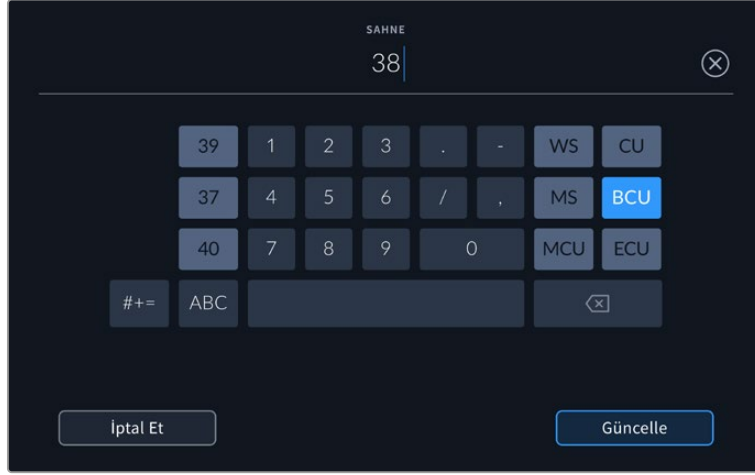 SAHNE
38
39 1 2 3 . - WS CU
37 4 5 6 / , MS BCU
40 7 8 9 0 MCU ECU
#+= ABC
İptal Et Güncelle